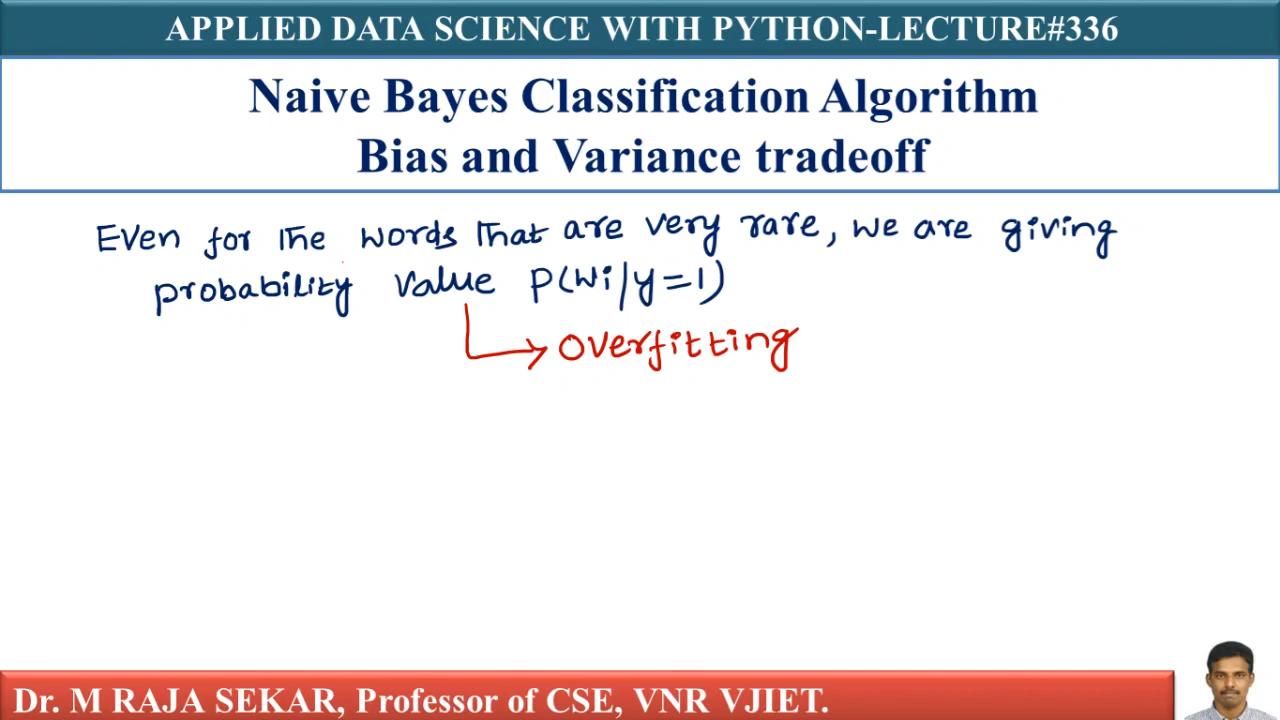 APPLIED DATA SCIENCE WITH PYTHON-LECTURE#336
Naive Bayes Classification Algorithm
Bias and Variance tradeoff
Even for the words that are very rare, we are giving
probability value P(wi/y=1)
Overfitting
Dr. M RAJA SEKAR, Professor of CSE, VNR VJIET.